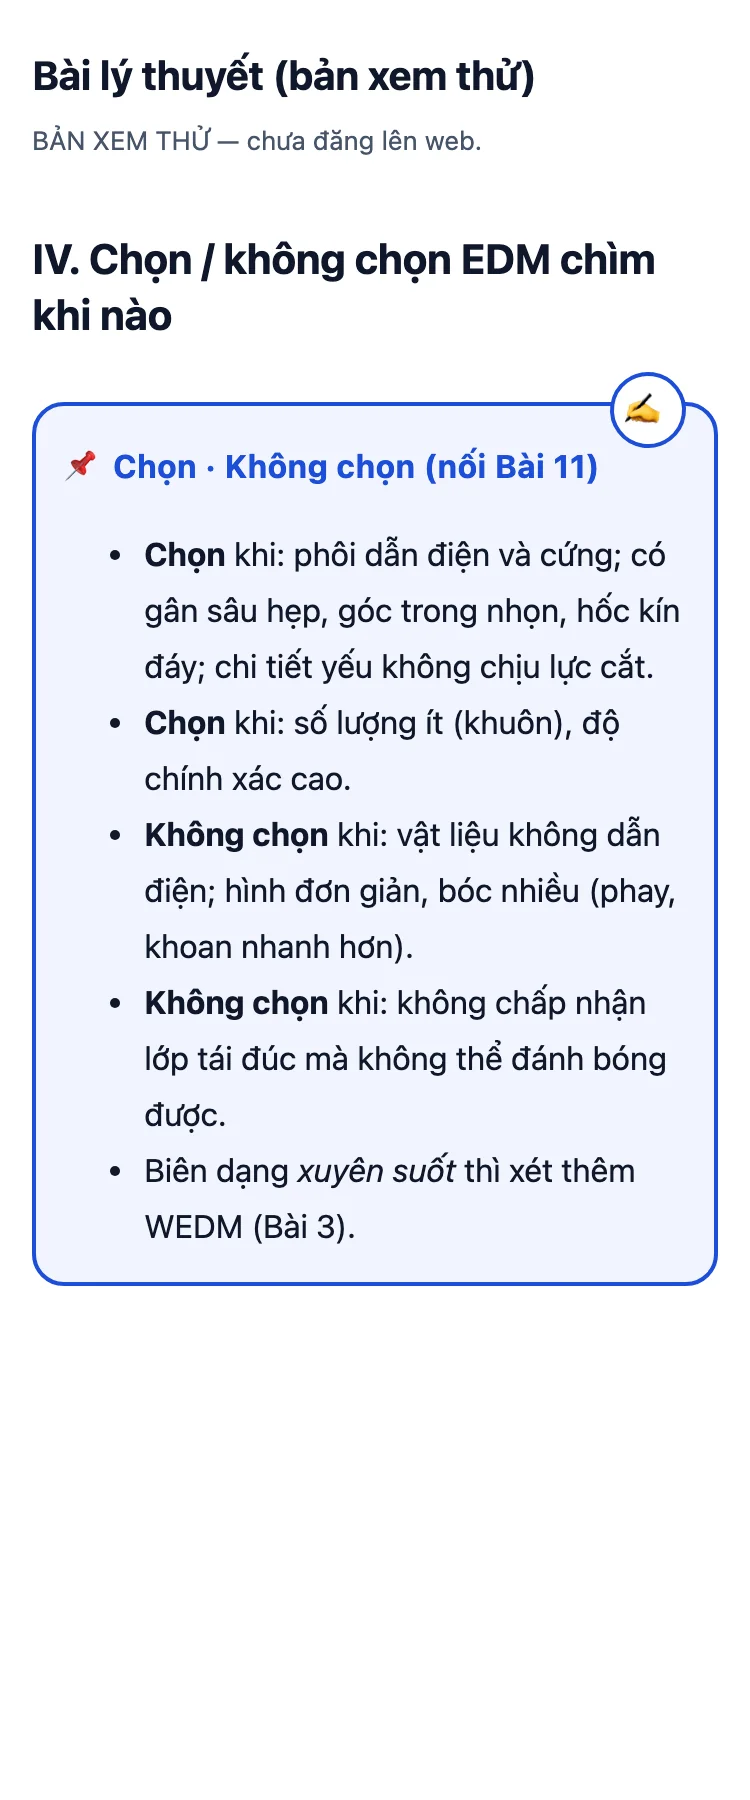 Bài lý thuyết (bản xem thử)
BẢN XEM THỬ — chưa đăng lên web.
IV. Chọn / không chọn EDM chìm
khi nào
✍️
📌 Chọn · Không chọn (nối Bài 11)
• Chọn khi: phôi dẫn điện và cứng; có
gân sâu hẹp, góc trong nhọn, hốc kín
đáy; chi tiết yếu không chịu lực cắt.
• Chọn khi: số lượng ít (khuôn), độ
chính xác cao.
• Không chọn khi: vật liệu không dẫn
điện; hình đơn giản, bóc nhiều (phay,
khoan nhanh hơn).
• Không chọn khi: không chấp nhận
lớp tái đúc mà không thể đánh bóng
được.
• Biên dạng xuyên suốt thì xét thêm
WEDM (Bài 3).